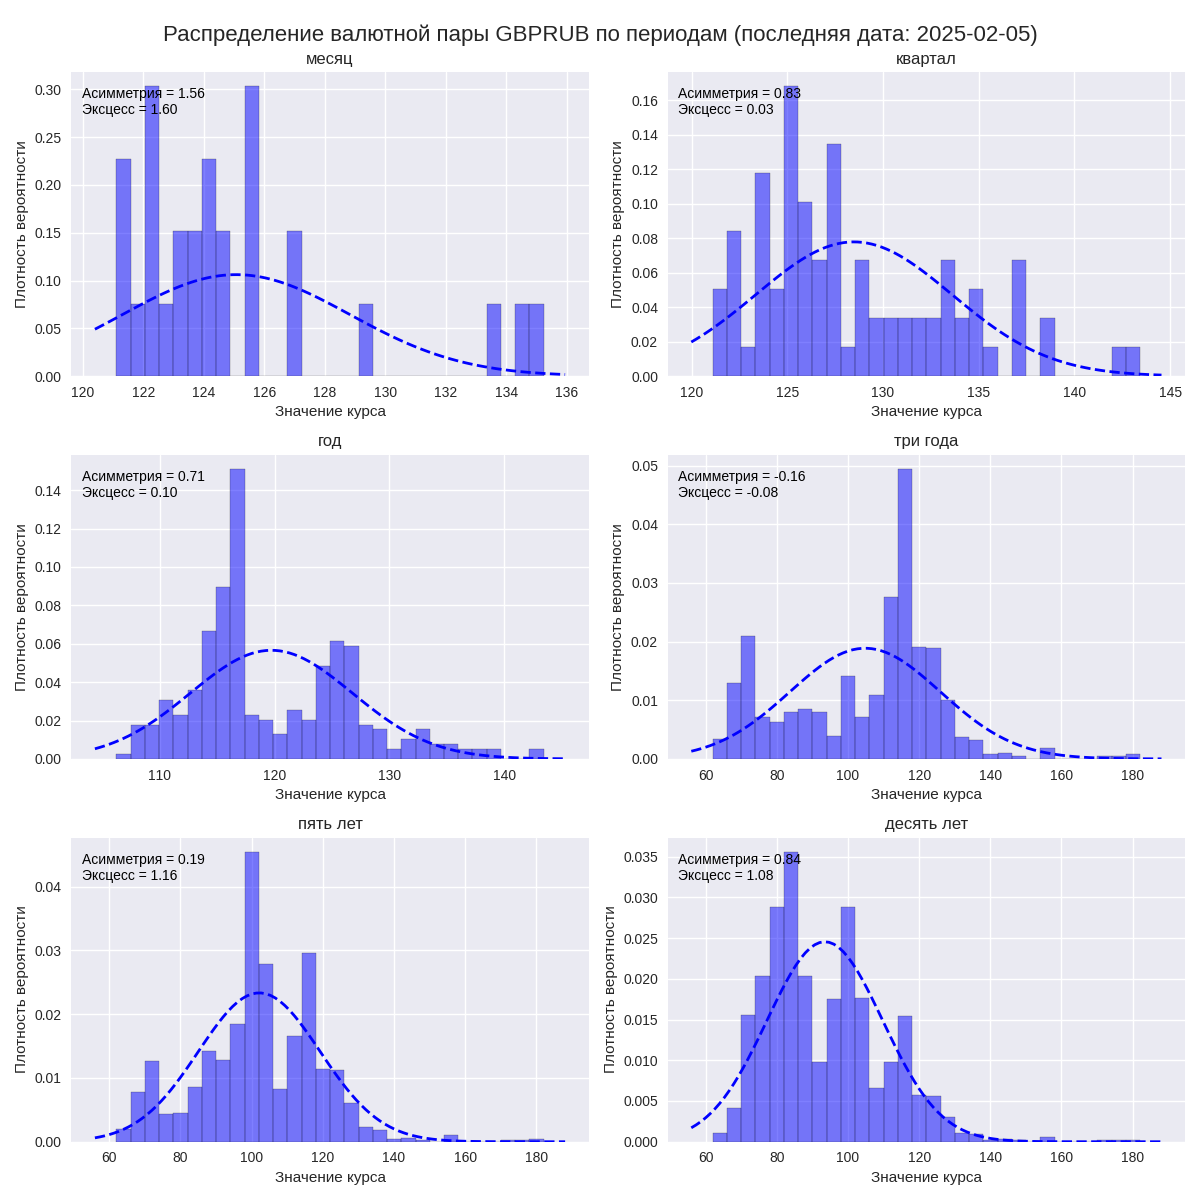 Распределение валютной пары GBPRUB по периодам (последняя дата: 2025-02-05)
месяц
Асимметрия = 1.56
Эксцесс = 1.60
Плотность вероятности
0.30
0.25
0.20
0.15
0.10
0.05
0.00
120 122 124 126 128 130 132 134 136
Значение курса
квартал
Асимметрия = 0.83
Эксцесс = 0.03
Плотность вероятности
0.16
0.14
0.12
0.10
0.08
0.06
0.04
0.02
0.00
120 125 130 135 140 145
Значение курса
год
Асимметрия = 0.71
Эксцесс = 0.10
Плотность вероятности
0.14
0.12
0.10
0.08
0.06
0.04
0.02
0.00
110 120 130 140
Значение курса
три года
Асимметрия = -0.16
Эксцесс = -0.08
Плотность вероятности
0.05
0.04
0.03
0.02
0.01
0.00
60 80 100 120 140 160 180
Значение курса
пять лет
Асимметрия = 0.19
Эксцесс = 1.16
Плотность вероятности
0.04
0.03
0.02
0.01
0.00
60 80 100 120 140 160 180
Значение курса
десять лет
Асимметрия = 0.84
Эксцесс = 1.08
Плотность вероятности
0.035
0.030
0.025
0.020
0.015
0.010
0.005
0.000
60 80 100 120 140 160 180
Значение курса